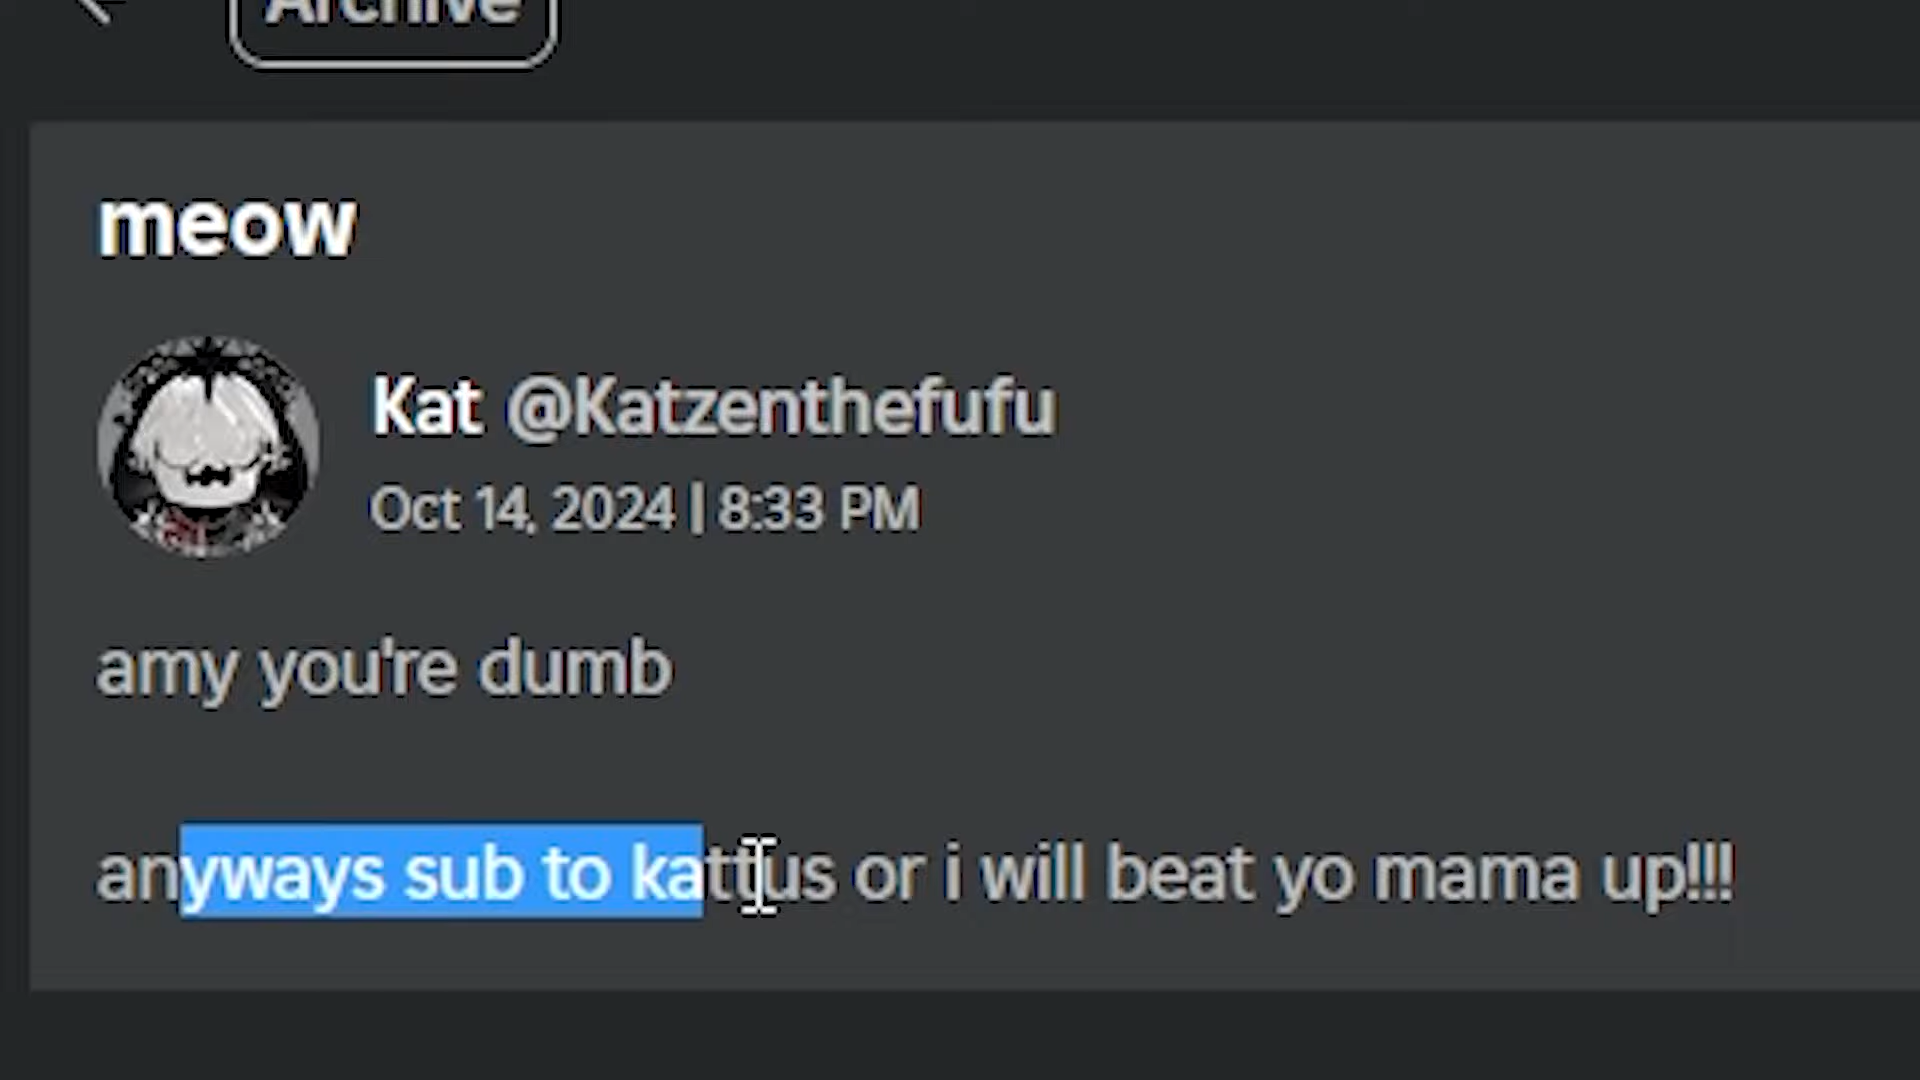 Archive
meow
Kat @Katzenthefufu
Oct 14, 2024 | 8:33 PM
amy you're dumb
anyways sub to kattus or i will beat yo mama up!!!